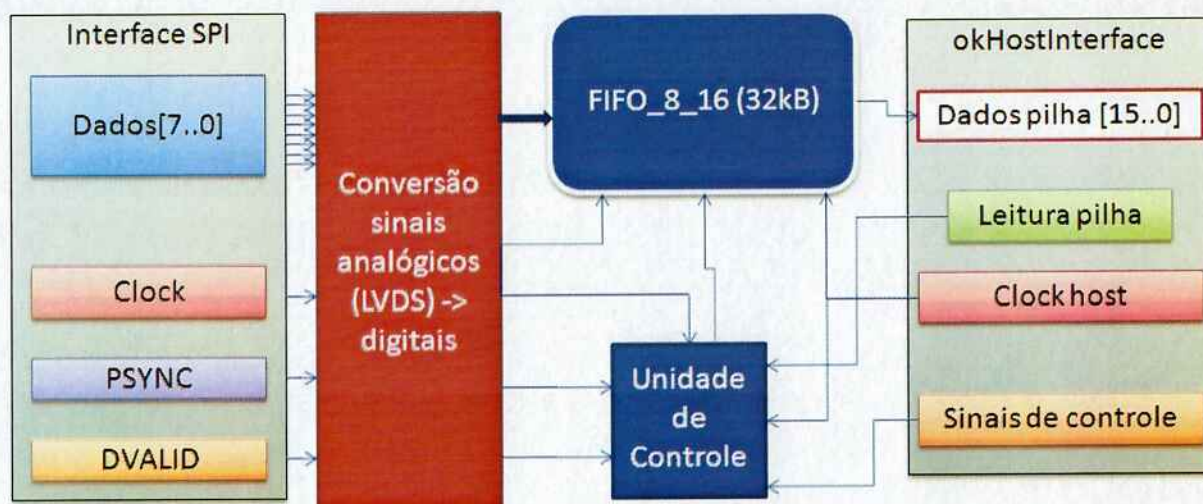 Interface SPI
Dados[7..0]
Clock
PSYNC
DVALID
Conversão
sinais
analógicos
(LVDS) ->
digitais
FIFO_8_16 (32kB)
Unidade
de
Controle
okHostInterface
Dados pilha [15..0]
Leitura pilha
Clock host
Sinais de controle